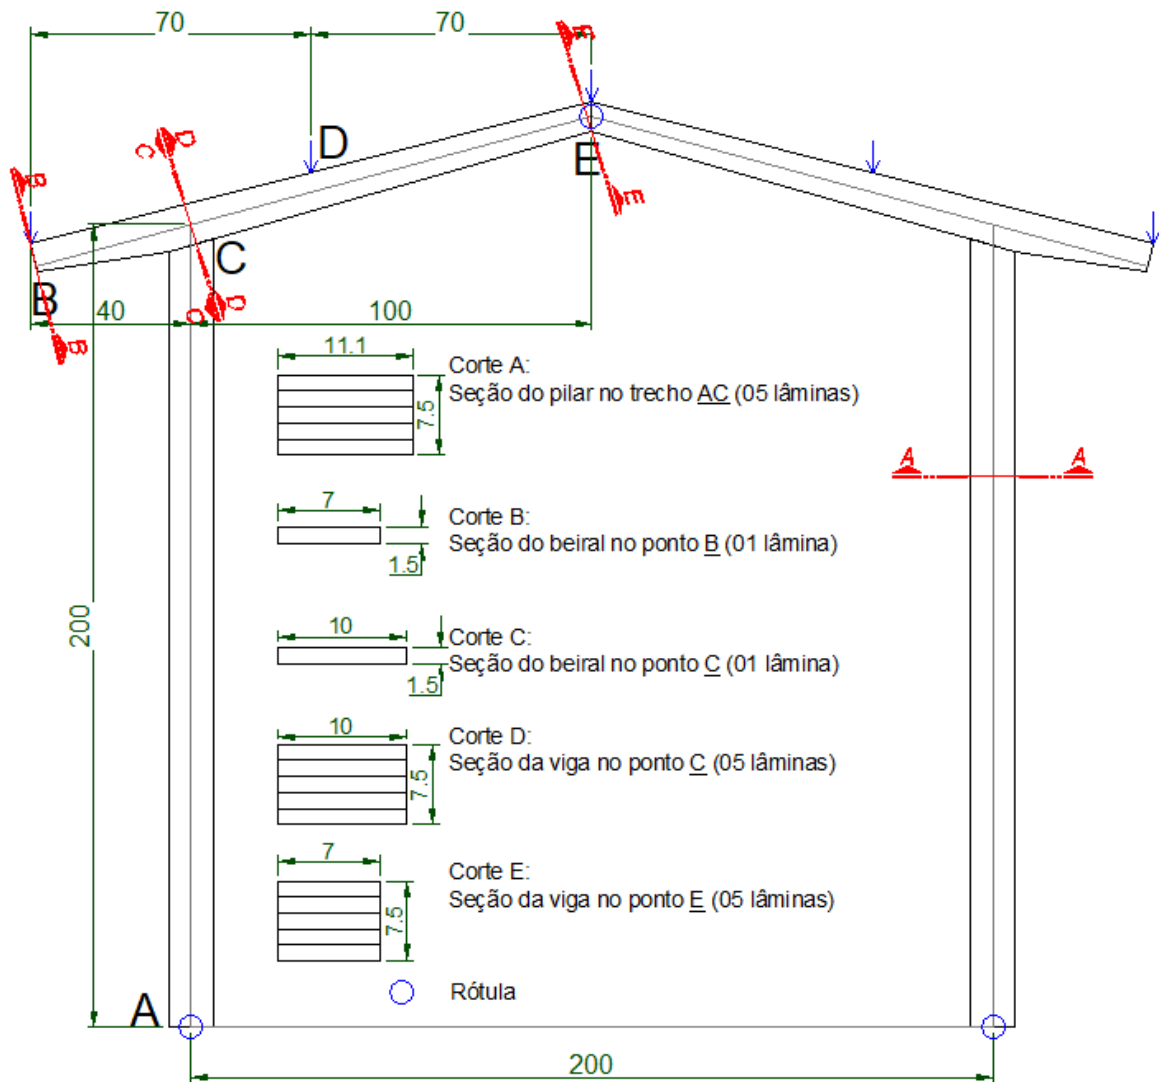 70
70
E
D
D
C
B
E
E
C
B
D
C
B
40
100
11.1
Corte A:
Seção do pilar no trecho AC (05 lâminas)
7.5
A
A
7
Corte B:
Seção do beiral no ponto B (01 lâmina)
1.5
200
10
Corte C:
Seção do beiral no ponto C (01 lâmina)
1.5
10
Corte D:
Seção da viga no ponto C (05 lâminas)
7.5
7
Corte E:
Seção da viga no ponto E (05 lâminas)
7.5
Rótula
A
200